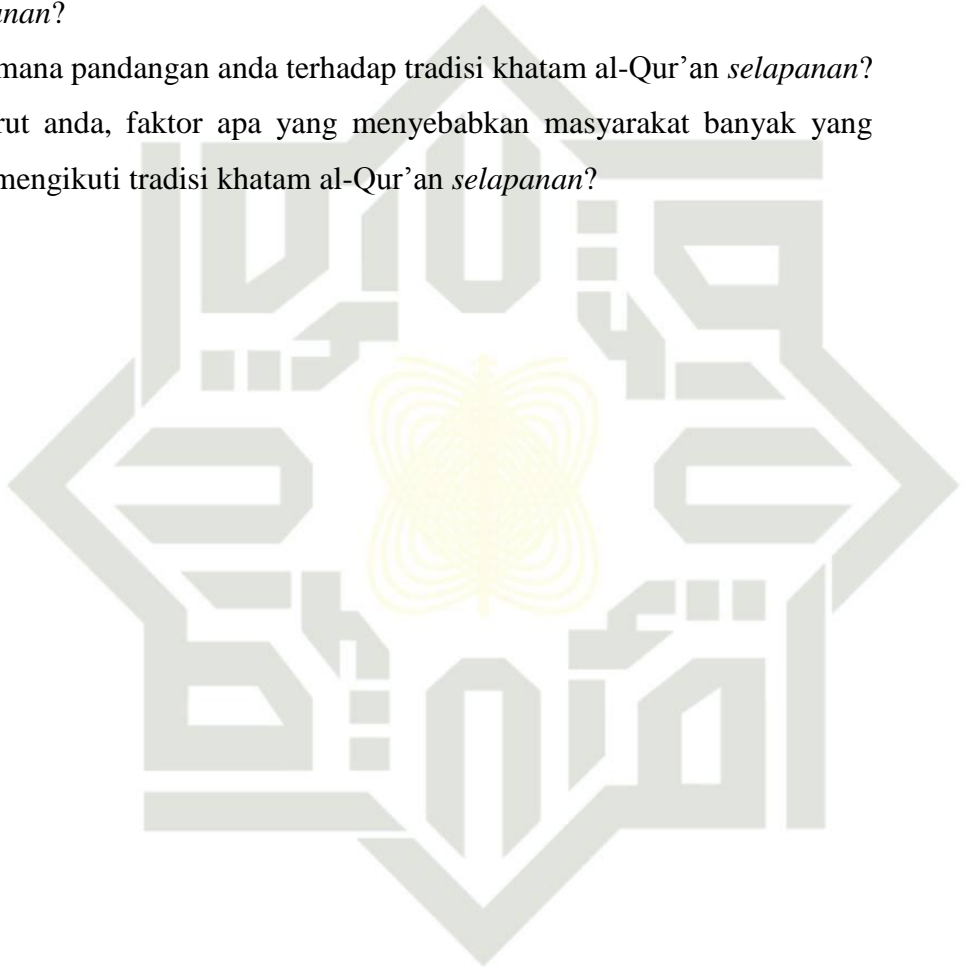 anan?
mana pandangan anda terhadap tradisi khatam al-Qur'an selapanan?
rut anda, faktor apa yang menyebabkan masyarakat banyak yang
mengikuti tradisi khatam al-Qur'an selapanan?